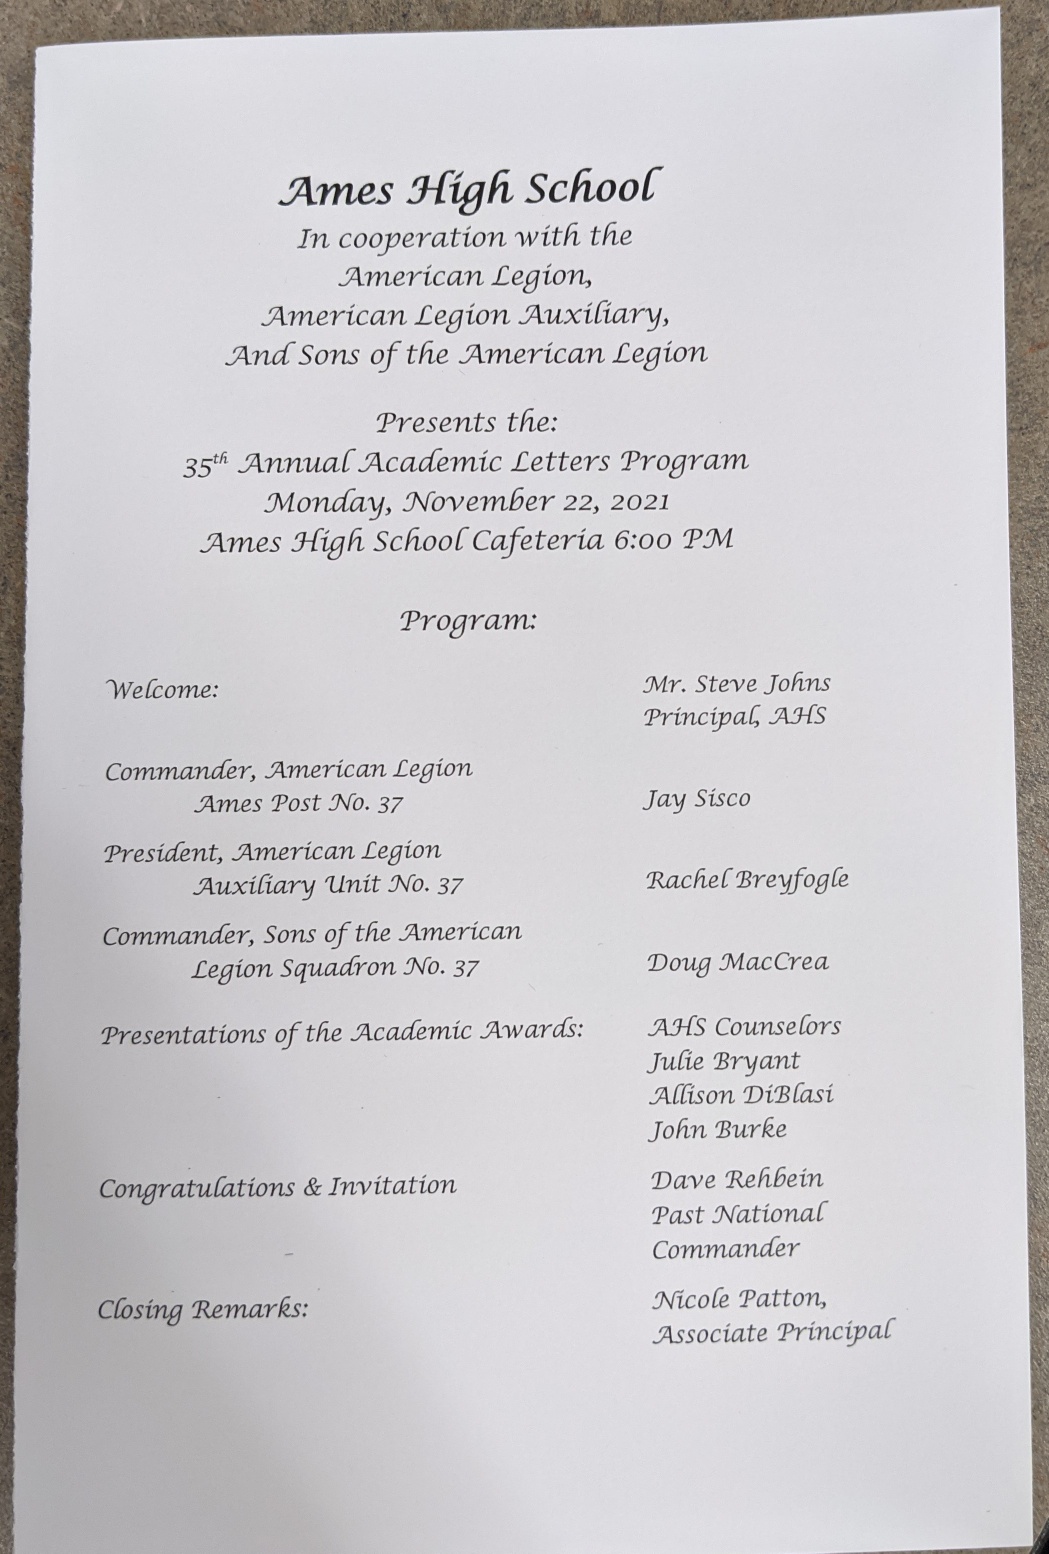 Ames High School
In cooperation with the
American Legion,
American Legion Auxiliary,
And Sons of the American Legion
Presents the:
35th Annual Academic Letters Program
Monday, November 22, 2021
Ames High School Cafeteria 6:00 PM
Program:
Welcome: Mr. Steve Johns
Principal, AHS
Commander, American Legion
Ames Post No. 37 Jay Sisco
President, American Legion
Auxiliary Unit No. 37 Rachel Breyfogle
Commander, Sons of the American
Legion Squadron No. 37 Doug MacCrea
Presentations of the Academic Awards: AHS Counselors
Julie Bryant
Allison DiBlasi
John Burke
Congratulations & Invitation Dave Rehbein
Past National
Commander
Closing Remarks: Nicole Patton,
Associate Principal